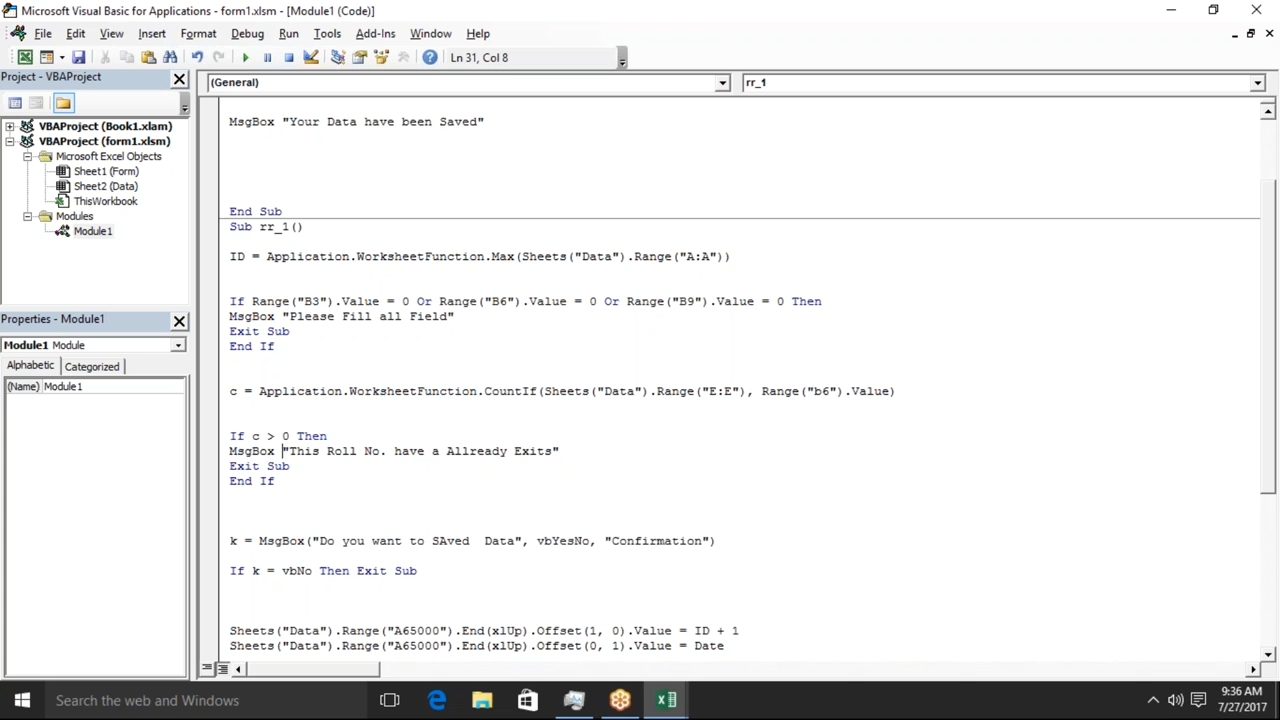 Microsoft Visual Basic for Applications - form1.xlsm - [Module1 (Code)]
File Edit View Insert Format Debug Run Tools Add-Ins Window Help
Ln 31, Col 8
Project - VBAProject
(General) rr_1
VBAProject (Book1.xlam)
VBAProject (form1.xlsm)
Microsoft Excel Objects
Sheet1 (Form)
Sheet2 (Data)
ThisWorkbook
Modules
Module1
Properties - Module1
Module1 Module
Alphabetic Categorized
(Name) Module1
MsgBox "Your Data have been Saved"
End Sub
Sub rr_1()
ID = Application.WorksheetFunction.Max(Sheets("Data").Range("A:A"))
If Range("B3").Value = 0 Or Range("B6").Value = 0 Or Range("B9").Value = 0 Then
MsgBox "Please Fill all Field"
Exit Sub
End If
c = Application.WorksheetFunction.CountIf(Sheets("Data").Range("E:E"), Range("b6").Value)
If c > 0 Then
MsgBox "This Roll No. have a Allready Exits"
Exit Sub
End If
k = MsgBox("Do you want to SAved  Data", vbYesNo, "Confirmation")
If k = vbNo Then Exit Sub
Sheets("Data").Range("A65000").End(xlUp).Offset(1, 0).Value = ID + 1
Sheets("Data").Range("A65000").End(xlUp).Offset(0, 1).Value = Date
Search the web and Windows
9:36 AM
7/27/2017